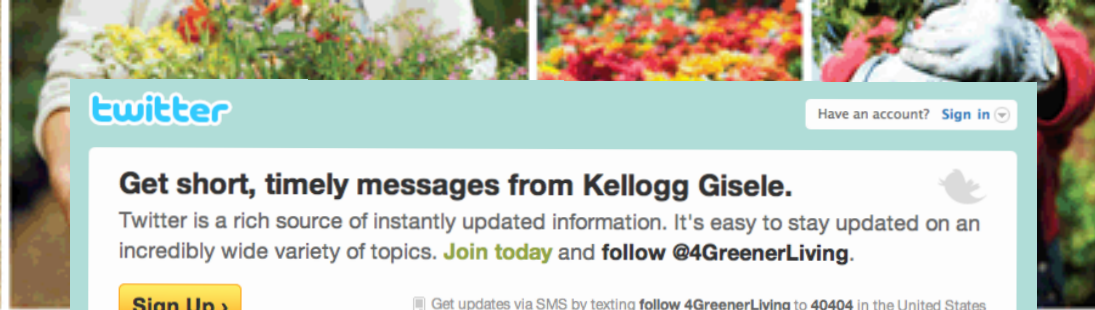 twitter
Have an account? Sign in
Get short, timely messages from Kellogg Gisele.
Twitter is a rich source of instantly updated information. It's easy to stay updated on an
incredibly wide variety of topics. Join today and follow @4GreenerLiving.
Sign Up ›
Get updates via SMS by texting follow 4GreenerLiving to 40404 in the United States